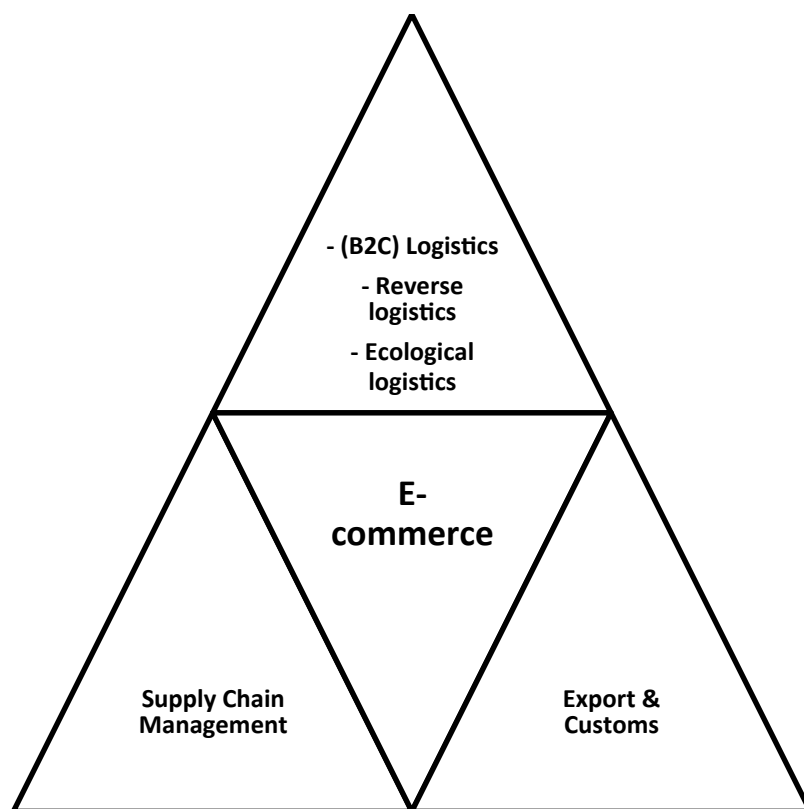 - (B2C) Logistics
- Reverse
logistics
- Ecological
logistics
E-
commerce
Supply Chain
Management
Export &
Customs